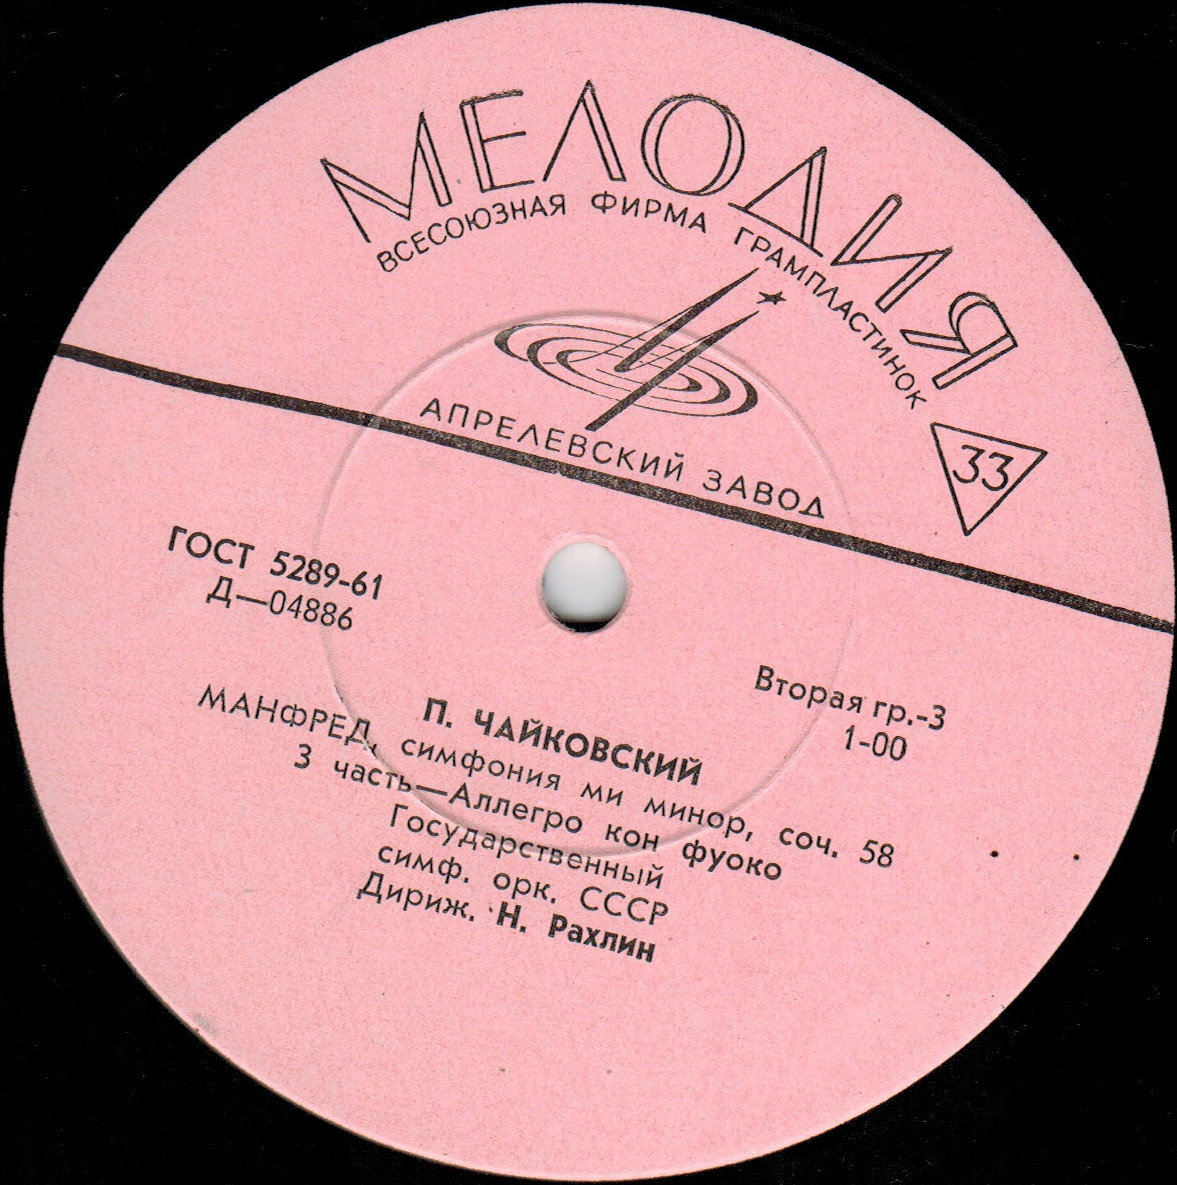 МЕЛОДИЯ
ВСЕСОЮЗНАЯ ФИРМА ГРАМПЛАСТИНОК
АПРЕЛЕВСКИЙ ЗАВОД
33
ГОСТ 5289-61
Д—04886
Вторая гр.-3
1-00
П. ЧАЙКОВСКИЙ
МАНФРЕД, симфония ми минор, соч. 58
3 часть—Аллегро кон фуоко
Государственный
симф. орк. СССР
Дириж. Н. Рахлин